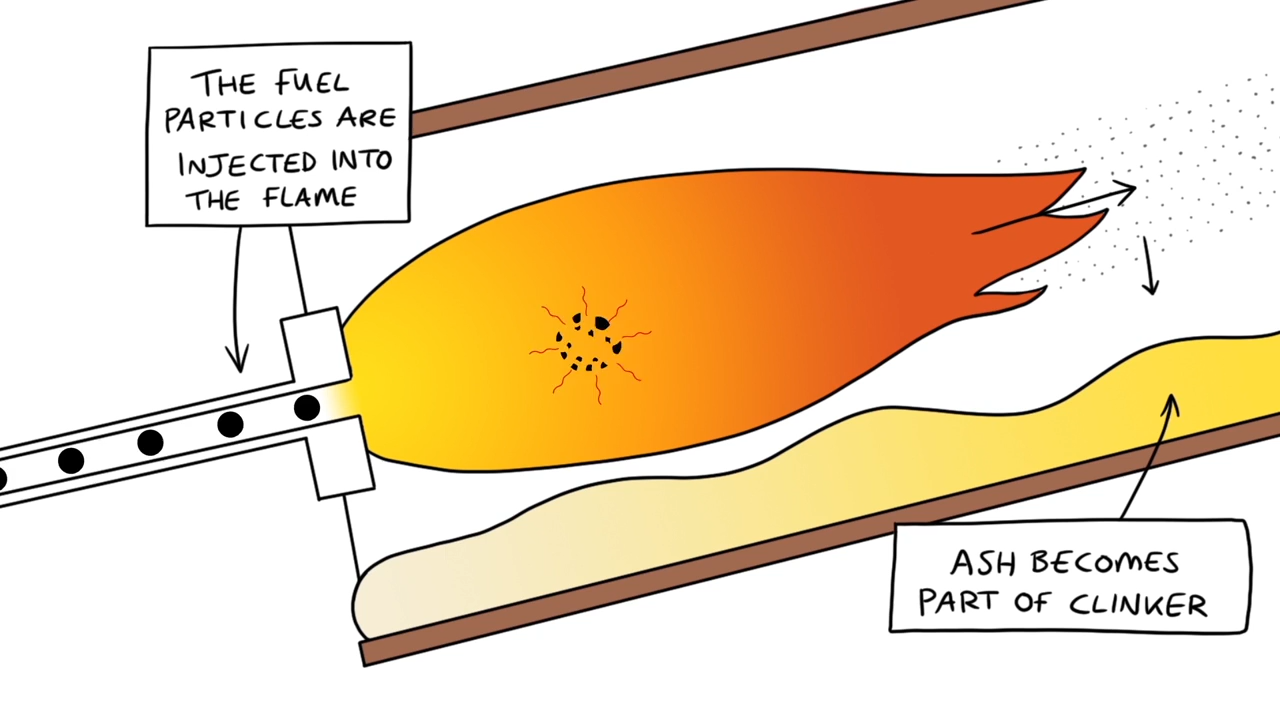 THE FUEL
PARTICLES ARE
INJECTED INTO
THE FLAME
ASH BECOMES
PART OF CLINKER